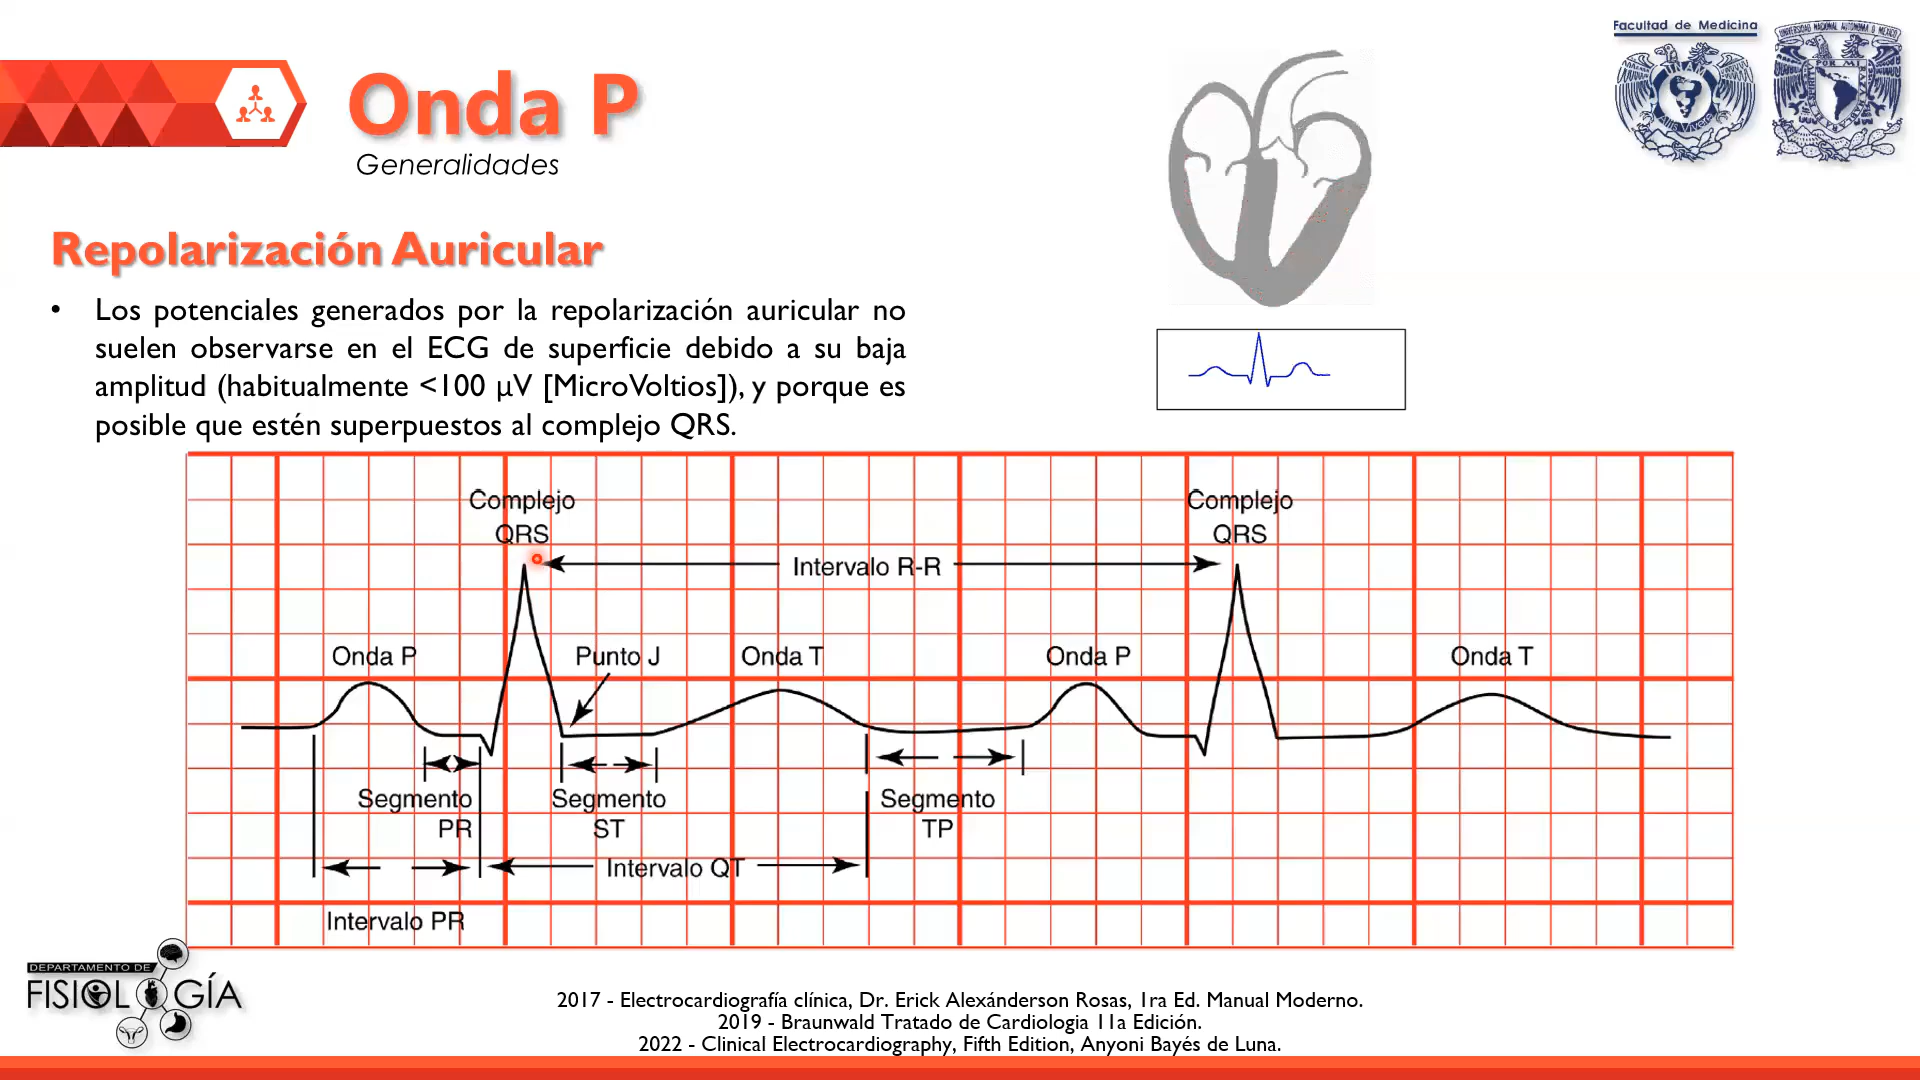 Facultad de Medicina
Onda P
Generalidades
Repolarización Auricular
• Los potenciales generados por la repolarización auricular no
suelen observarse en el ECG de superficie debido a su baja
amplitud (habitualmente <100 µV [MicroVoltios]), y porque es
posible que estén superpuestos al complejo QRS.
Complejo
QRS
Complejo
QRS
Intervalo R-R
Onda P
Punto J
Onda T
Onda P
Onda T
Segmento
PR
Segmento
ST
Segmento
TP
Intervalo QT
Intervalo PR
DEPARTAMENTO DE
FISIOLOGÍA
2017 - Electrocardiografía clínica, Dr. Erick Alexánderson Rosas, 1ra Ed. Manual Moderno.
2019 - Braunwald Tratado de Cardiologia 11a Edición.
2022 - Clinical Electrocardiography, Fifth Edition, Anyoni Bayés de Luna.